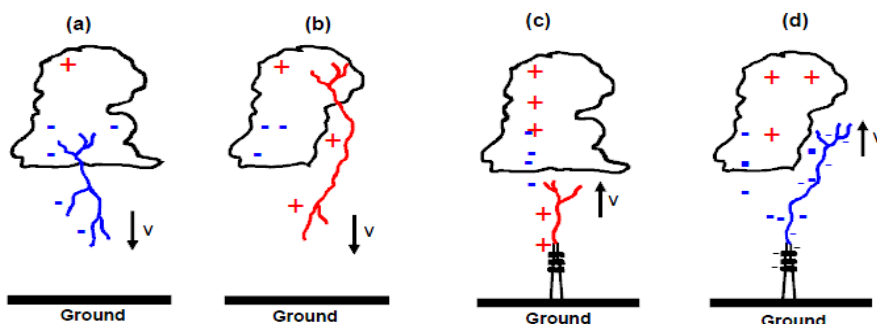 (a) (b) (c) (d)
+ + + + +
+
- - - - + + -
- - - - -
- + -
- + + - -
- v v + -
v
v
Ground Ground Ground Ground